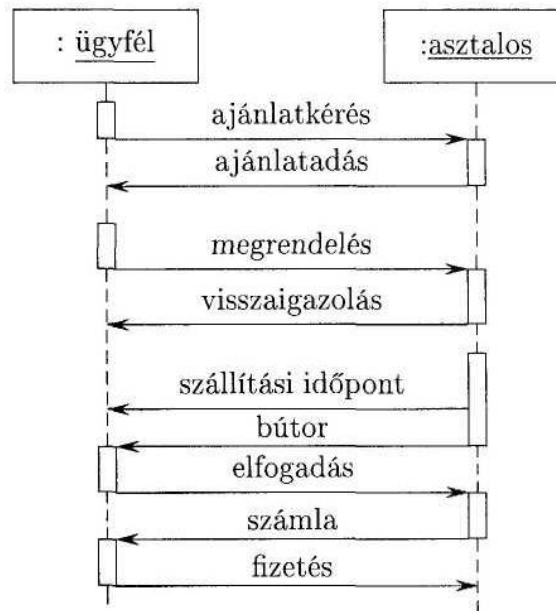 : ügyfél
:asztalos
ajánlatkérés
ajánlatadás
megrendelés
visszaigazolás
szállítási időpont
bútor
elfogadás
számla
fizetés